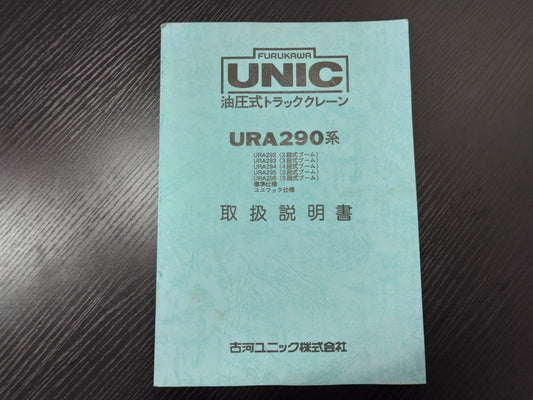 FURUKAWA
UNIC
油圧式トラッククレーン
URA290系
URA292(2段式ブーム)
URA293(3段式ブーム)
URA294(4段式ブーム)
URA295(5段式ブーム)
URA296(6段式ブーム)
標準仕様
ユニフック仕様
取扱説明書
古河ユニック株式会社